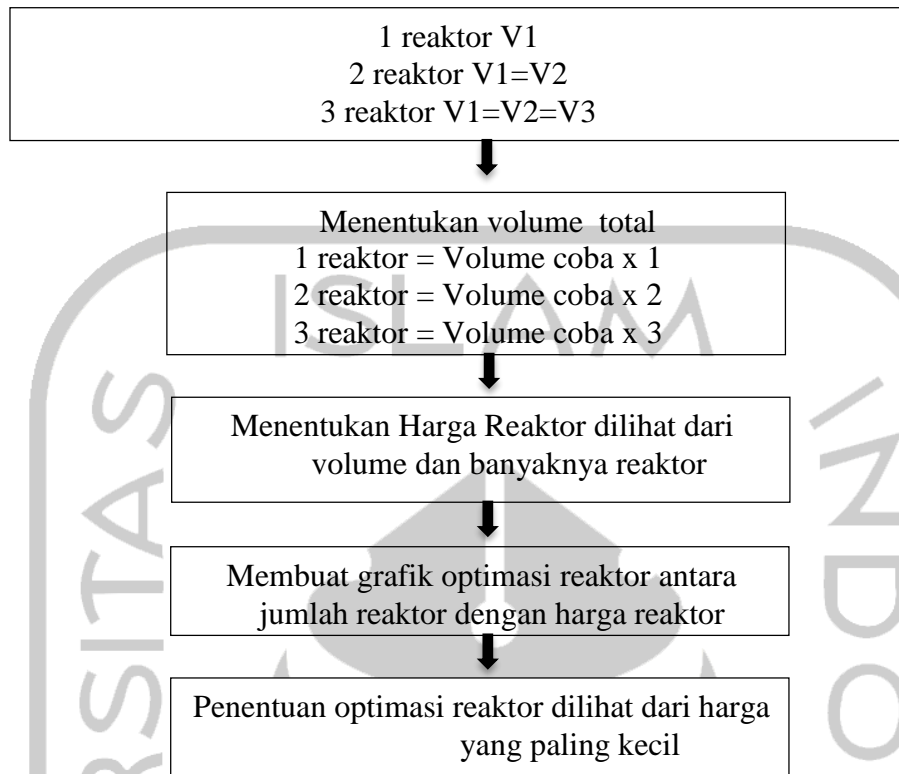 1 reaktor V1
2 reaktor V1=V2
3 reaktor V1=V2=V3
Menentukan volume total
1 reaktor = Volume coba x 1
2 reaktor = Volume coba x 2
3 reaktor = Volume coba x 3
ISLAM
Menentukan Harga Reaktor dilihat dari
volume dan banyaknya reaktor
Membuat grafik optimasi reaktor antara
jumlah reaktor dengan harga reaktor
Penentuan optimasi reaktor dilihat dari harga
yang paling kecil
RSITAS
INDO